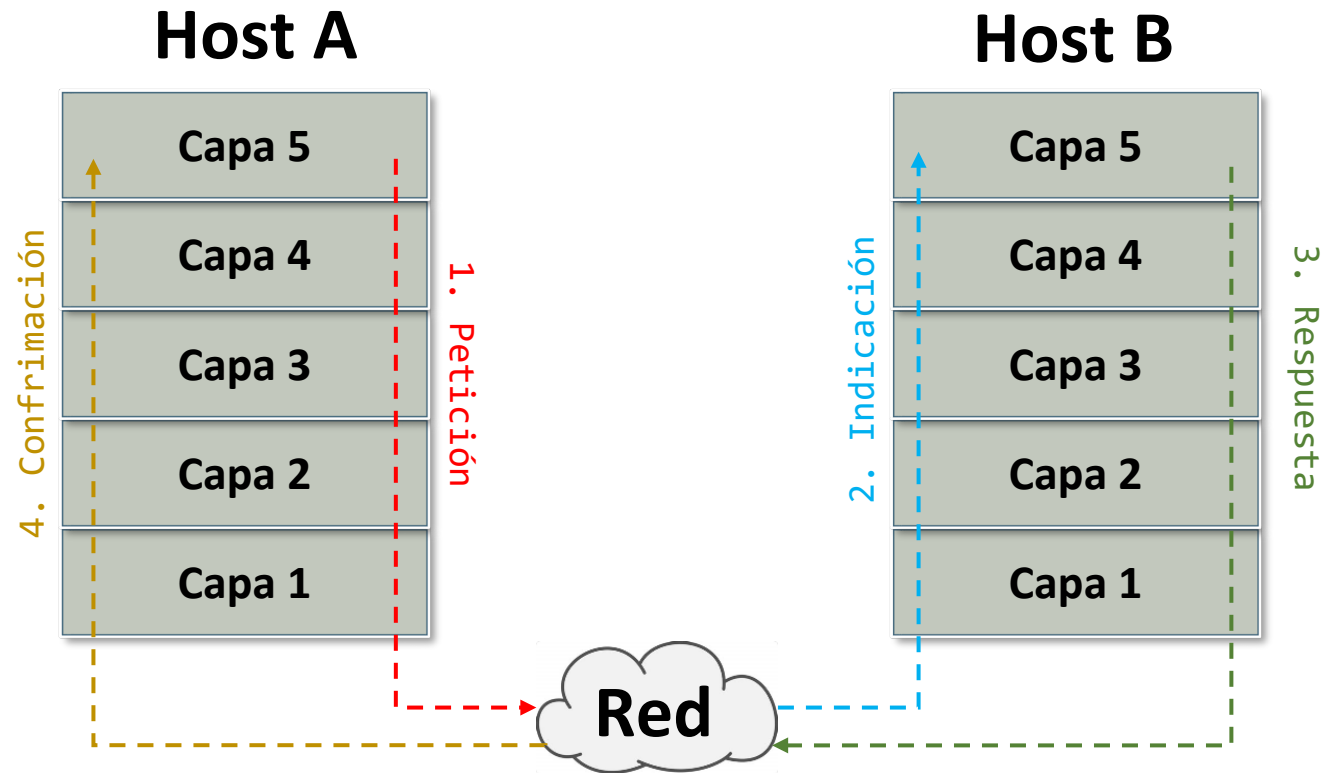 Host A
Host B
Capa 5
Capa 4
Capa 3
Capa 2
Capa 1
4. Confrimación
1. Petición
Capa 5
Capa 4
Capa 3
Capa 2
Capa 1
2. Indicación
3. Respuesta
Red